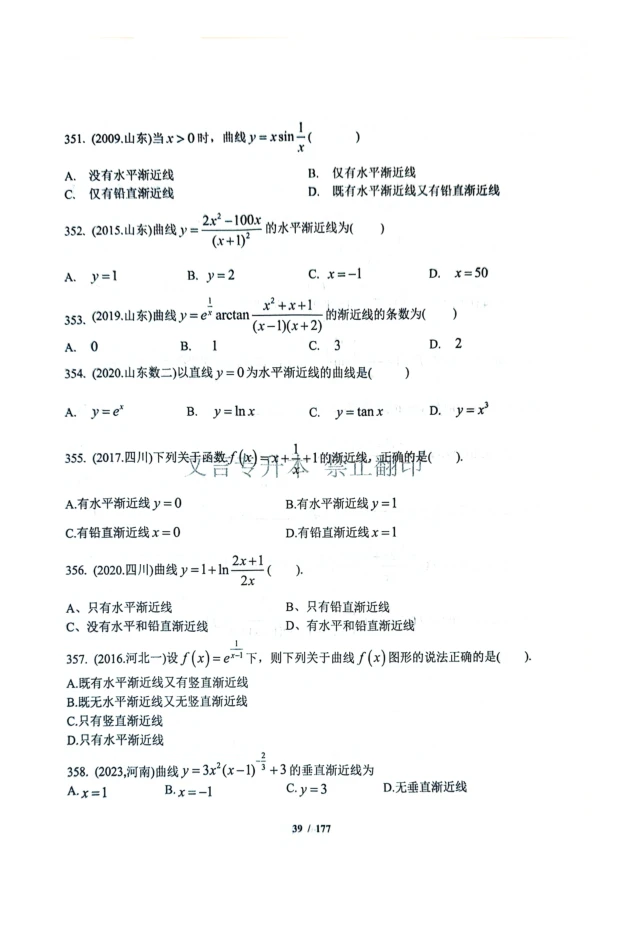 351. (2009.山东)当 x > 0 时，曲线 y = x sin 1/x (　　)
A. 没有水平渐近线　B. 仅有水平渐近线
C. 仅有铅直渐近线　D. 既有水平渐近线又有铅直渐近线
352. (2015.山东)曲线 y = (2x² − 100x)/(x+1)² 的水平渐近线为(　　)
A. y = 1　B. y = 2　C. x = −1　D. x = 50
353. (2019.山东)曲线 y = e^(1/x²) arctan (x² + x + 1)/((x−1)(x+2)) 的渐近线的条数为(　　)
A. 0　B. 1　C. 3　D. 2
354. (2020.山东数二)以直线 y = 0 为水平渐近线的曲线是(　　)
A. y = e^x　B. y = ln x　C. y = tan x　D. y = x³
355. (2017.四川)下列关于函数 f(x) = x + 1/x + 1 的渐近线，正确的是(　　).
文言专升本 禁止翻印
A.有水平渐近线 y = 0　B.有水平渐近线 y = 1
C.有铅直渐近线 x = 0　D.有铅直渐近线 x = 1
356. (2020.四川)曲线 y = 1 + ln (2x+1)/(2x) (　　).
A、只有水平渐近线　B、只有铅直渐近线
C、没有水平和铅直渐近线　D、有水平和铅直渐近线
357. (2016.河北一)设 f(x) = e^(1/(x−1)) 下，则下列关于曲线 f(x) 图形的说法正确的是(　　).
A.既有水平渐近线又有竖直渐近线
B.既无水平渐近线又无竖直渐近线
C.只有竖直渐近线
D.只有水平渐近线
358. (2023,河南)曲线 y = 3x²(x−1)^(−2/3) + 3 的垂直渐近线为
A. x = 1　B. x = −1　C. y = 3　D.无垂直渐近线
39 / 177